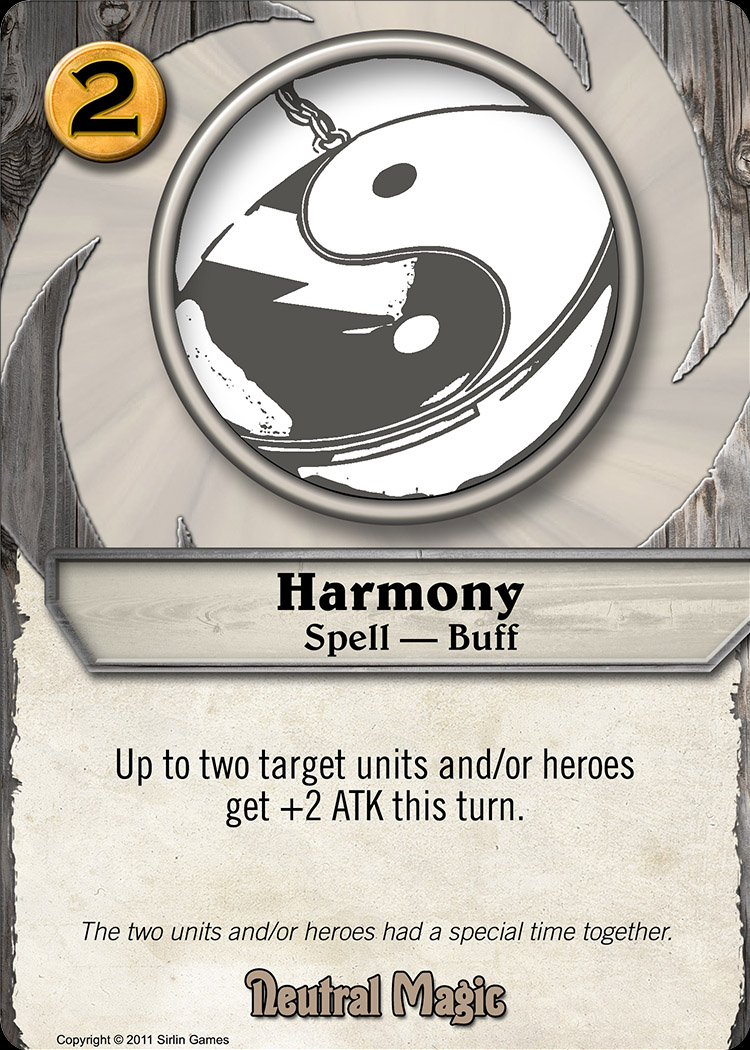 2
Harmony
Spell — Buff
Up to two target units and/or heroes
get +2 ATK this turn.
The two units and/or heroes had a special time together.
Neutral Magic
Copyright © 2011 Sirlin Games